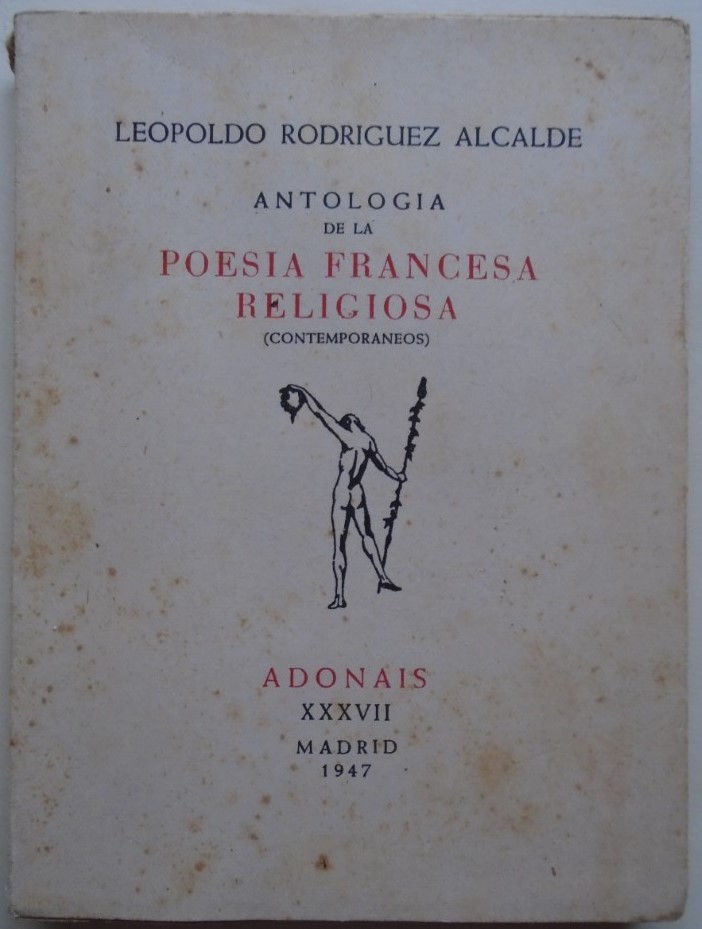 LEOPOLDO RODRIGUEZ ALCALDE
ANTOLOGIA
DE LA
POESIA FRANCESA
RELIGIOSA
(CONTEMPORANEOS)
ADONAIS
XXXVII
MADRID
1947